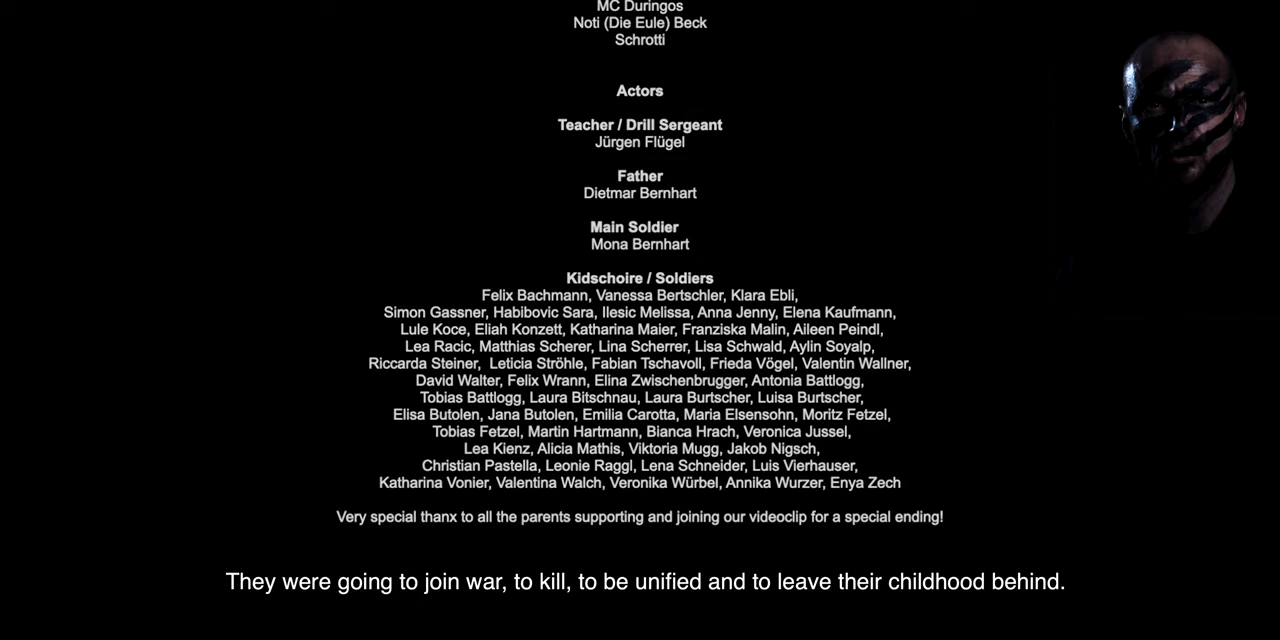 MC Duringos
Noti (Die Eule) Beck
Schrotti
Actors
Teacher / Drill Sergeant
Jürgen Flügel
Father
Dietmar Bernhart
Main Soldier
Mona Bernhart
Kidschoire / Soldiers
Felix Bachmann, Vanessa Bertschler, Klara Ebli,
Simon Gassner, Habibovic Sara, Ilesic Melissa, Anna Jenny, Elena Kaufmann,
Lule Koce, Eliah Konzett, Katharina Maier, Franziska Malin, Aileen Peindl,
Lea Racic, Matthias Scherer, Lina Scherrer, Lisa Schwald, Aylin Soyalp,
Riccarda Steiner, Leticia Ströhle, Fabian Tschavoll, Frieda Vögel, Valentin Wallner,
David Walter, Felix Wrann, Elina Zwischenbrugger, Antonia Battlogg,
Tobias Battlogg, Laura Bitschnau, Laura Burtscher, Luisa Burtscher,
Elisa Butolen, Jana Butolen, Emilia Carotta, Maria Elsensohn, Moritz Fetzel,
Tobias Fetzel, Martin Hartmann, Bianca Hrach, Veronica Jussel,
Lea Kienz, Alicia Mathis, Viktoria Mugg, Jakob Nigsch,
Christian Pastella, Leonie Raggl, Lena Schneider, Luis Vierhauser,
Katharina Vonier, Valentina Walch, Veronika Würbel, Annika Wurzer, Enya Zech
Very special thanx to all the parents supporting and joining our videoclip for a special ending!
They were going to join war, to kill, to be unified and to leave their childhood behind.